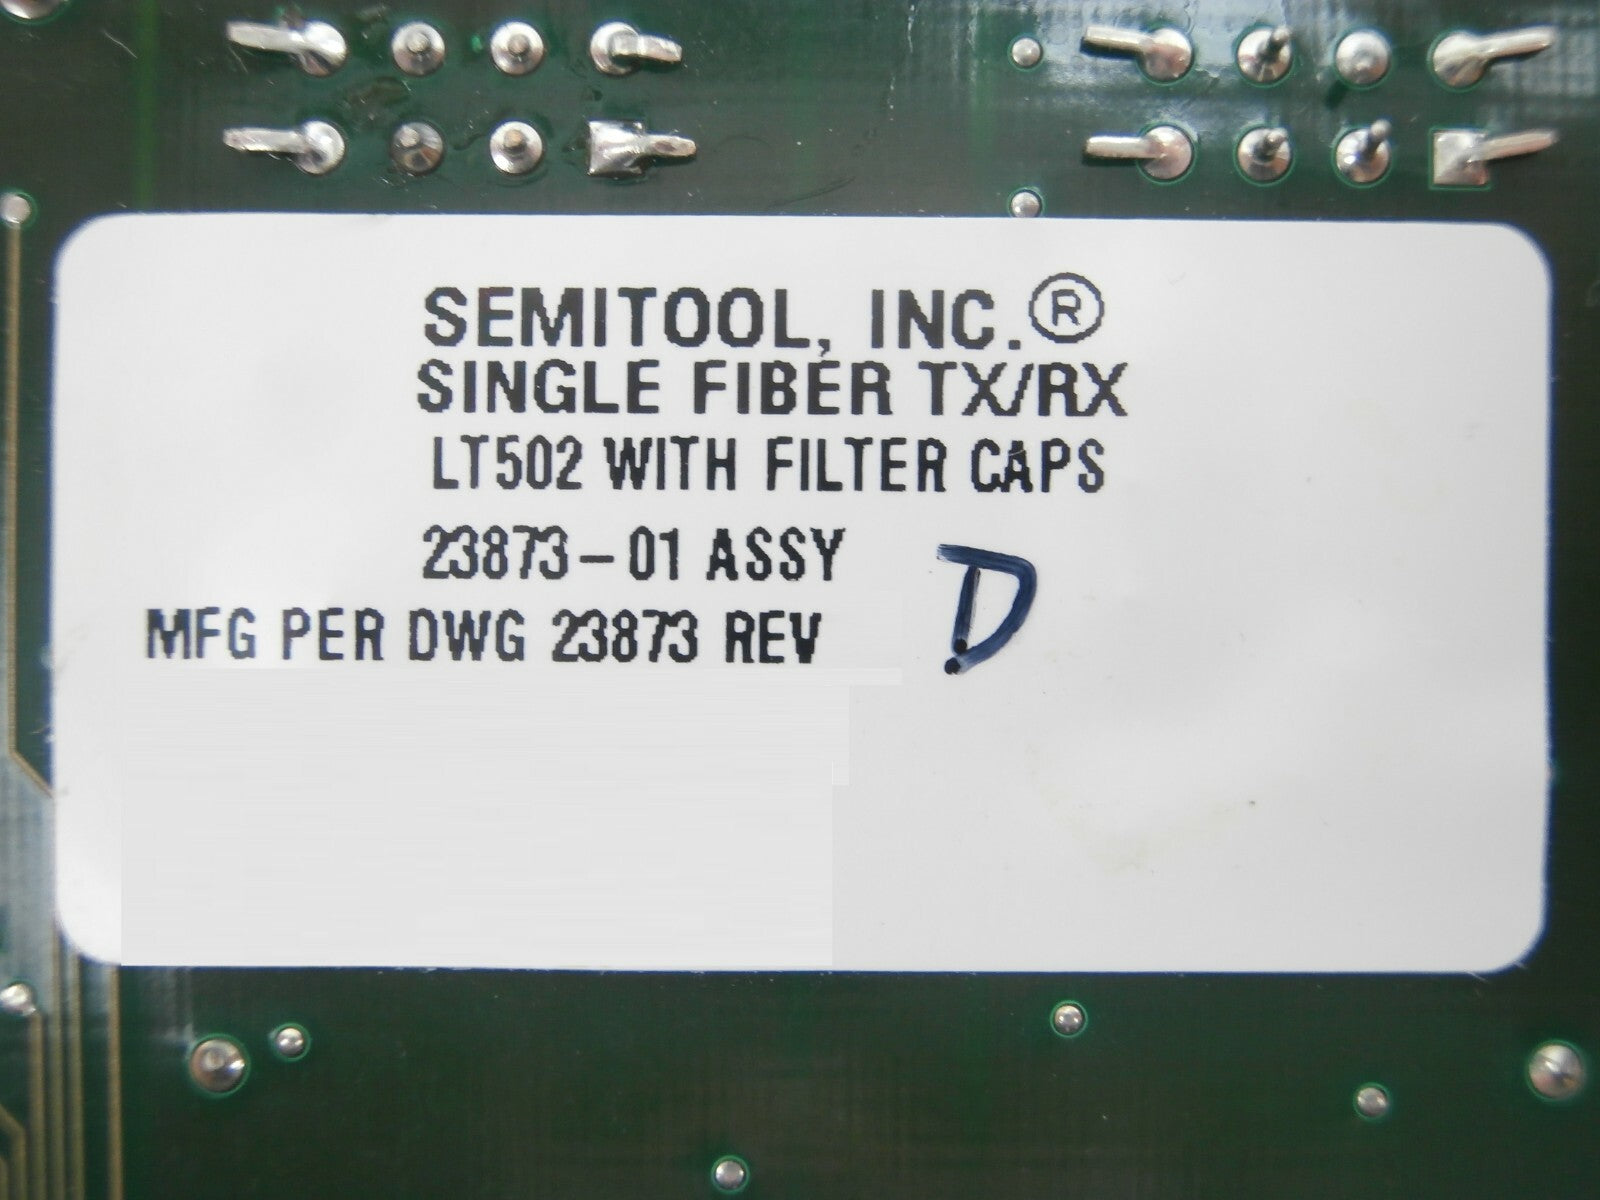 SEMITOOL, INC.®
SINGLE FIBER TX/RX
LT502 WITH FILTER CAPS
23873-01 ASSY
MFG PER DWG 23873 REV D